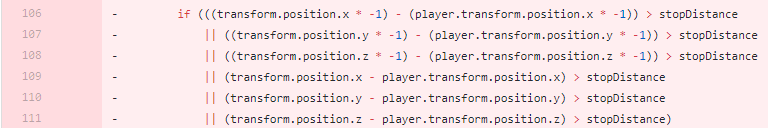 106 - if (((transform.position.x * -1) - (player.transform.position.x * -1)) > stopDistance
107 - || ((transform.position.y * -1) - (player.transform.position.y * -1)) > stopDistance
108 - || ((transform.position.z * -1) - (player.transform.position.z * -1)) > stopDistance
109 - || (transform.position.x - player.transform.position.x) > stopDistance
110 - || (transform.position.y - player.transform.position.y) > stopDistance
111 - || (transform.position.z - player.transform.position.z) > stopDistance)